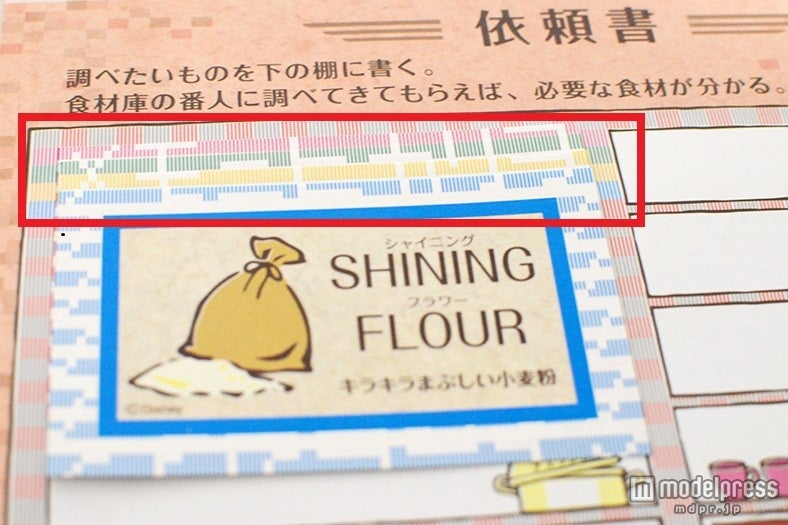 依頼書
調べたいものを下の棚に書く。
食材庫の番人に調べてきてもらえば、必要な食材が分かる。
シャイニング
SHINING
フラワー
FLOUR
キラキラまぶしい小麦粉
©Disney
modelpress
mdpr.jp